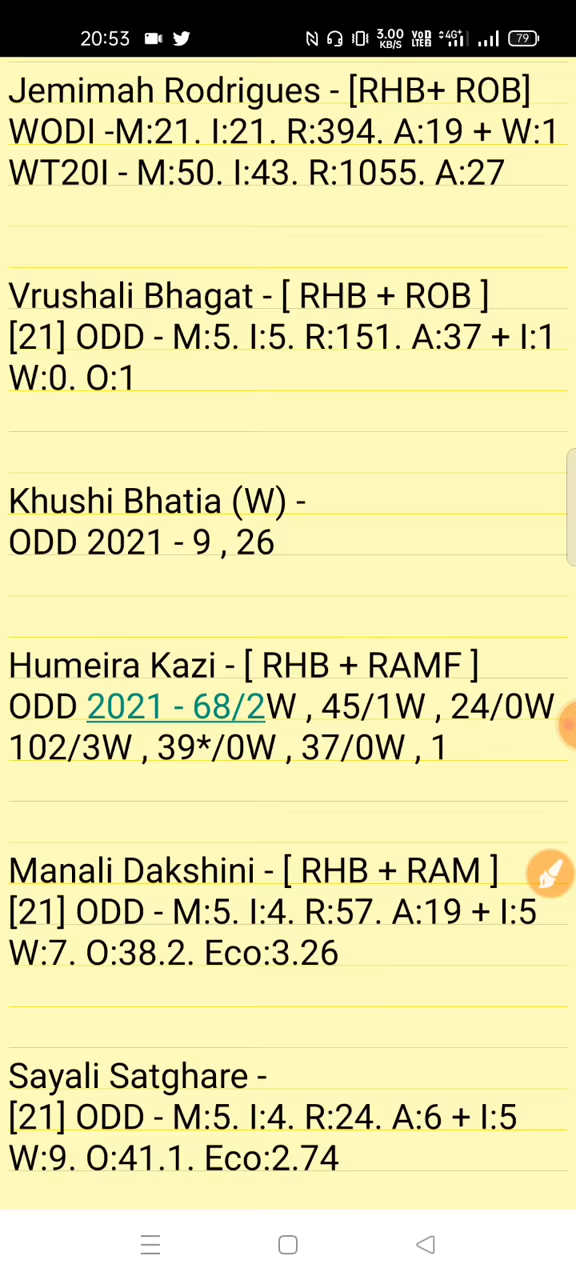 20:53 3.00 KB/S VoD LTE2 4G+ 79
Jemimah Rodrigues - [RHB+ ROB]
WODI -M:21. I:21. R:394. A:19 + W:1
WT20I - M:50. I:43. R:1055. A:27
Vrushali Bhagat - [ RHB + ROB ]
[21] ODD - M:5. I:5. R:151. A:37 + I:1
W:0. O:1
Khushi Bhatia (W) -
ODD 2021 - 9 , 26
Humeira Kazi - [ RHB + RAMF ]
ODD 2021 - 68/2W , 45/1W , 24/0W
102/3W , 39*/0W , 37/0W , 1
Manali Dakshini - [ RHB + RAM ]
[21] ODD - M:5. I:4. R:57. A:19 + I:5
W:7. O:38.2. Eco:3.26
Sayali Satghare -
[21] ODD - M:5. I:4. R:24. A:6 + I:5
W:9. O:41.1. Eco:2.74